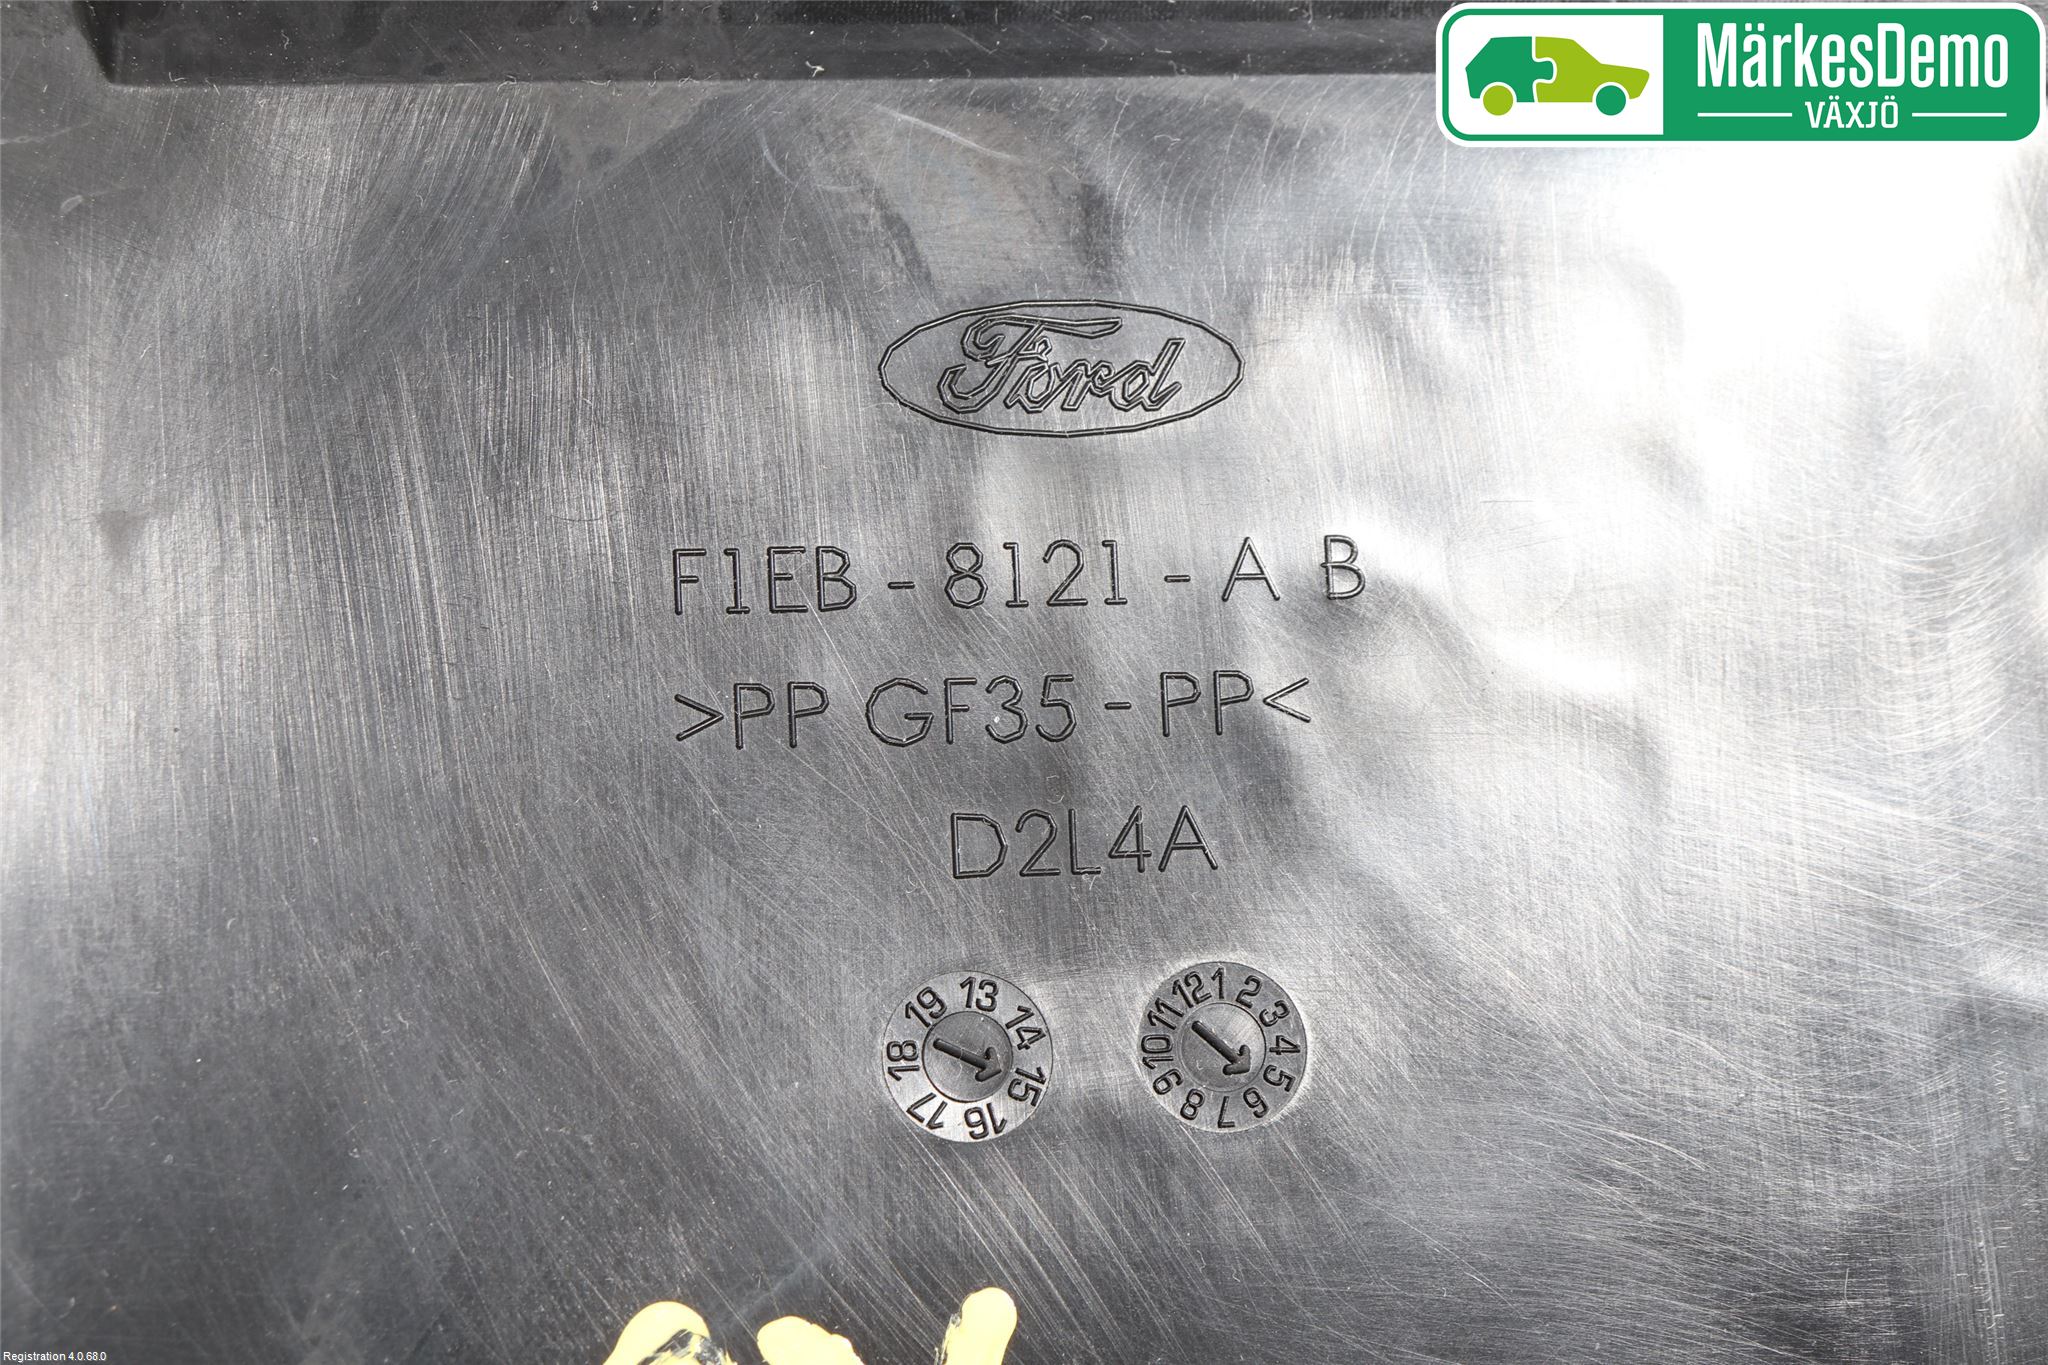 MärkesDemo
VÄXJÖ
Ford
F1EB - 8121 - A B
>PP GF35 - PP<
D2L4A
13 14 15 16 17 18 19
1 2 3 4 5 6 7 8 9 10 11 12
Registration 4.0.68.0